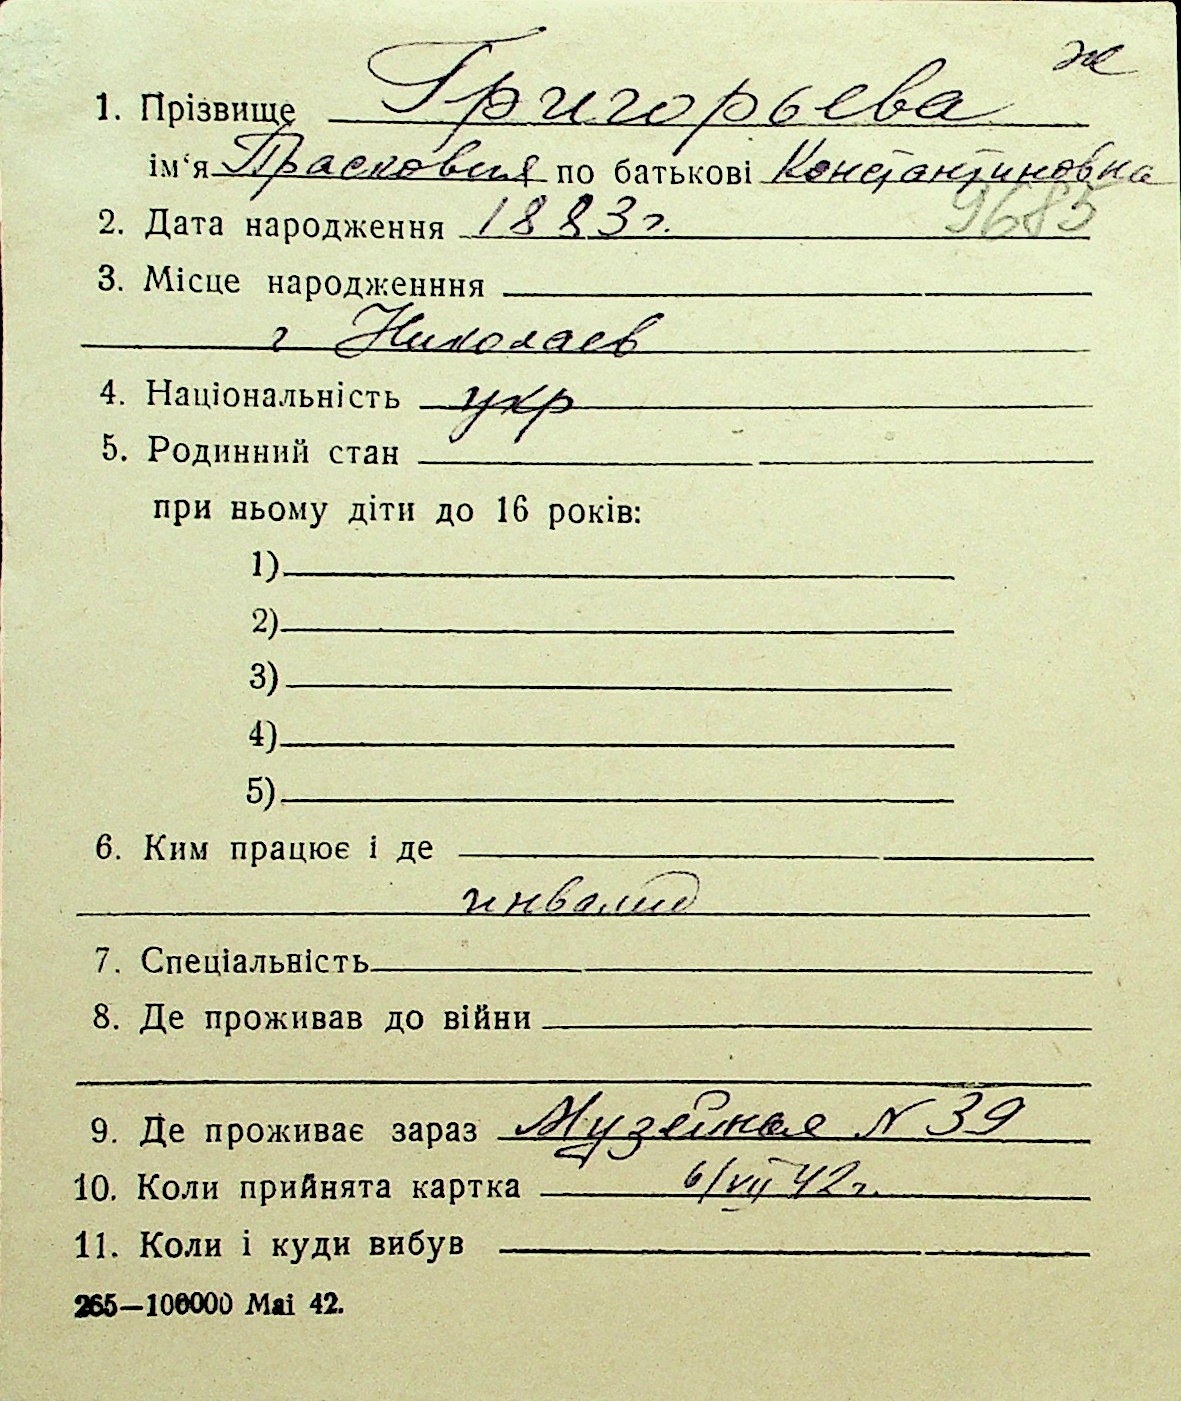 ж
1. Прізвище Григорьева
ім‘я Прасковия по батькові Константиновна
2. Дата народження 1883 г. 9685
3. Місце народженння
г Николаев
4. Національність укр
5. Родинний стан
при ньому діти до 16 років:
1)
2)
3)
4)
5)
6. Ким працює і де
инвалид
7. Спеціальність
8. Де проживав до війни
9. Де проживає зараз Музейная N 39
10. Коли прийнята картка 6/VII 42 г.
11. Коли і куди вибув
265—100000 Mai 42.